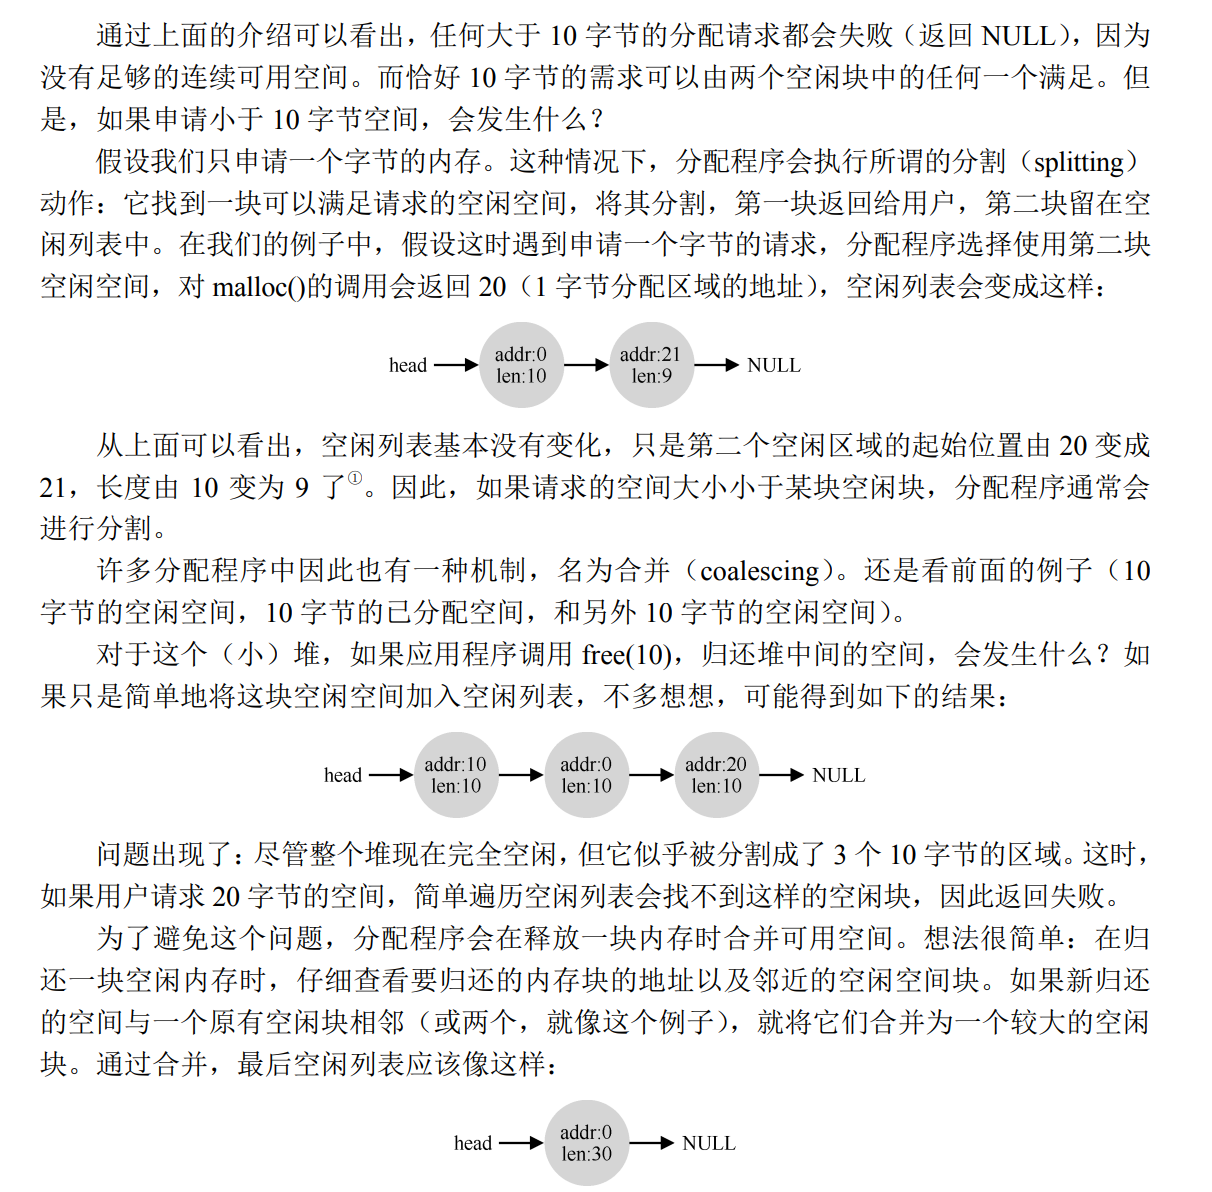 通过上面的介绍可以看出，任何大于 10 字节的分配请求都会失败（返回 NULL），因为
没有足够的连续可用空间。而恰好 10 字节的需求可以由两个空闲块中的任何一个满足。但
是，如果申请小于 10 字节空间，会发生什么？
假设我们只申请一个字节的内存。这种情况下，分配程序会执行所谓的分割（splitting）
动作：它找到一块可以满足请求的空闲空间，将其分割，第一块返回给用户，第二块留在空
闲列表中。在我们的例子中，假设这时遇到申请一个字节的请求，分配程序选择使用第二块
空闲空间，对 malloc()的调用会返回 20（1 字节分配区域的地址），空闲列表会变成这样：
head addr:0 len:10 addr:21 len:9 NULL
从上面可以看出，空闲列表基本没有变化，只是第二个空闲区域的起始位置由 20 变成
21，长度由 10 变为 9 了①。因此，如果请求的空间大小小于某块空闲块，分配程序通常会
进行分割。
许多分配程序中因此也有一种机制，名为合并（coalescing）。还是看前面的例子（10
字节的空闲空间，10 字节的已分配空间，和另外 10 字节的空闲空间）。
对于这个（小）堆，如果应用程序调用 free(10)，归还堆中间的空间，会发生什么？如
果只是简单地将这块空闲空间加入空闲列表，不多想想，可能得到如下的结果：
head addr:10 len:10 addr:0 len:10 addr:20 len:10 NULL
问题出现了：尽管整个堆现在完全空闲，但它似乎被分割成了 3 个 10 字节的区域。这时，
如果用户请求 20 字节的空间，简单遍历空闲列表会找不到这样的空闲块，因此返回失败。
为了避免这个问题，分配程序会在释放一块内存时合并可用空间。想法很简单：在归
还一块空闲内存时，仔细查看要归还的内存块的地址以及邻近的空闲空间块。如果新归还
的空间与一个原有空闲块相邻（或两个，就像这个例子），就将它们合并为一个较大的空闲
块。通过合并，最后空闲列表应该像这样：
head addr:0 len:30 NULL